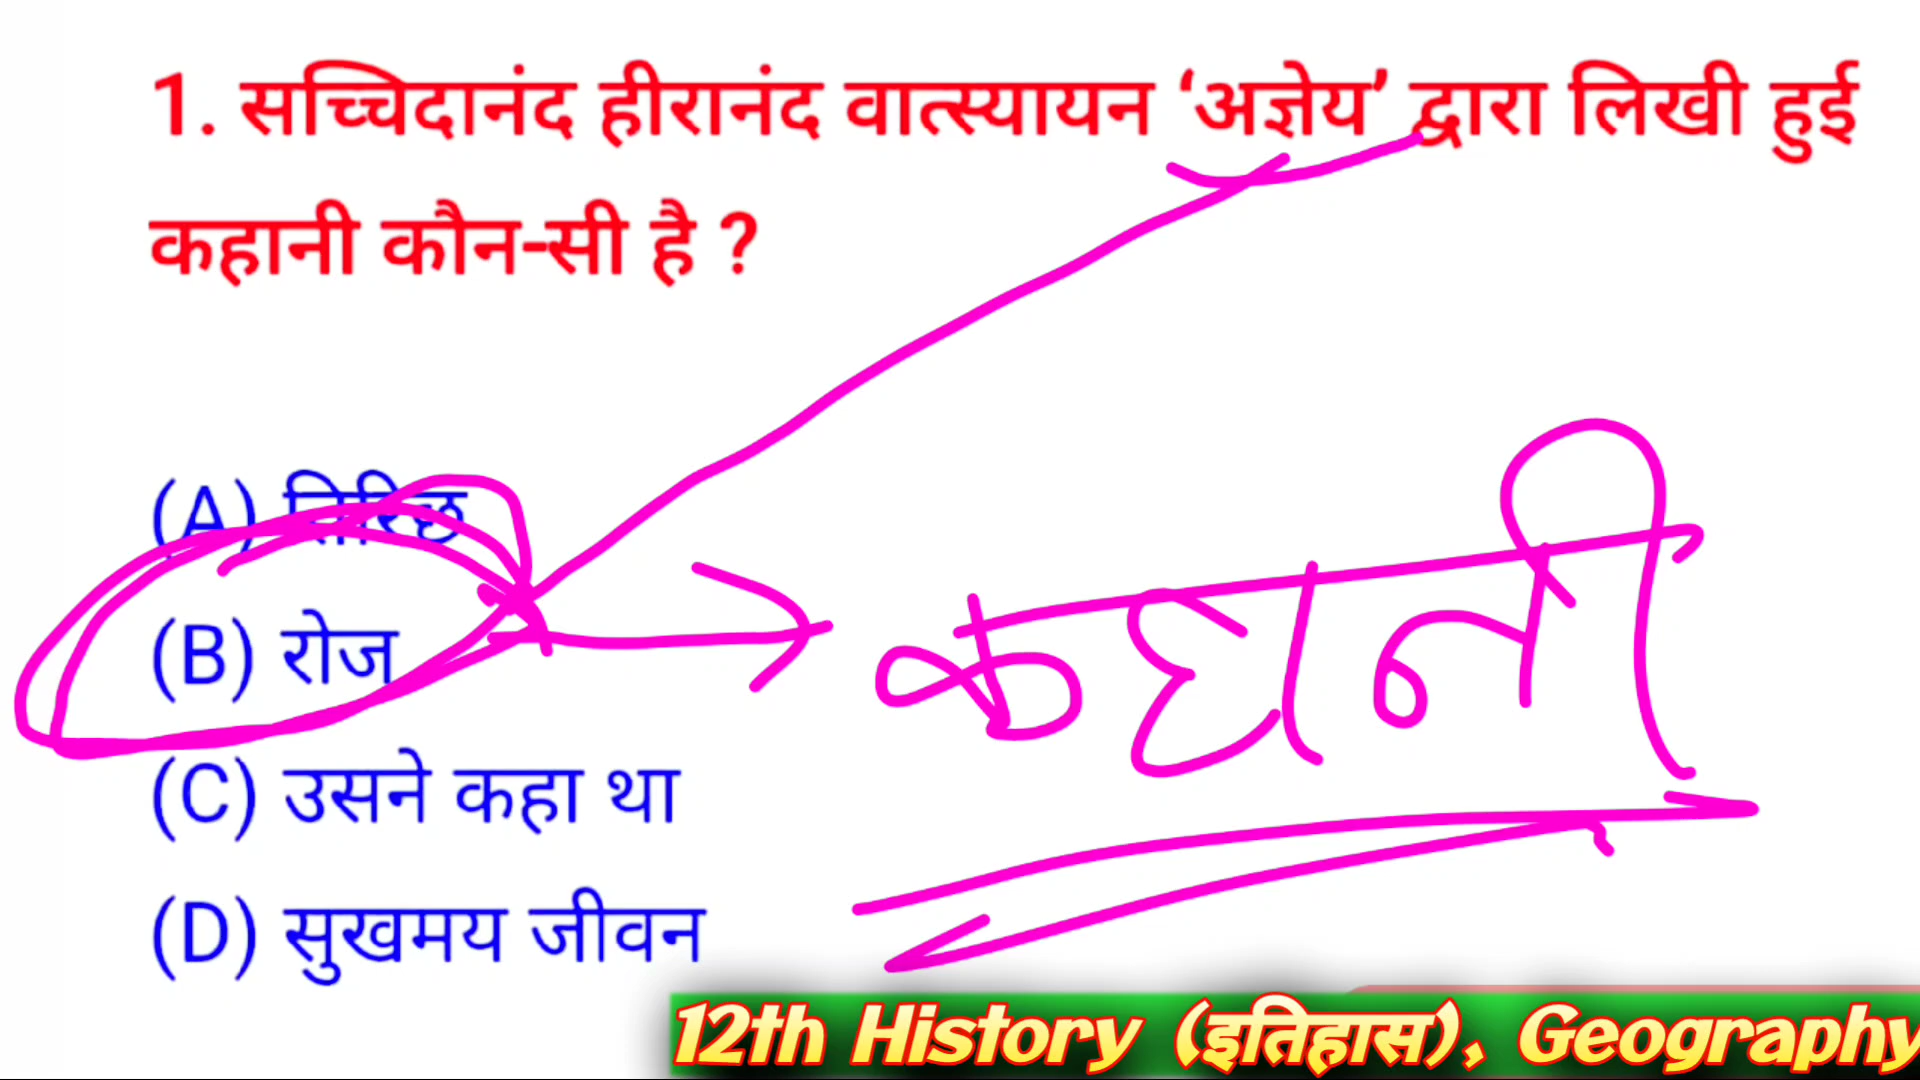 1. सच्चिदानंद हीरानंद वात्स्यायन ‘अज्ञेय’ द्वारा लिखी हुई
कहानी कौन-सी है ?
(A) तिरिछ
(B) रोज
कहानी
(C) उसने कहा था
(D) सुखमय जीवन
12th History (इतिहास), Geography